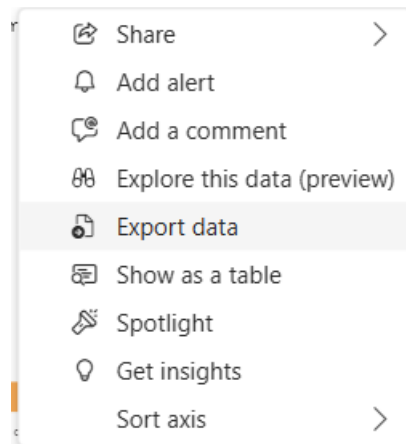 Share
Add alert
Add a comment
Explore this data (preview)
Export data
Show as a table
Spotlight
Get insights
Sort axis